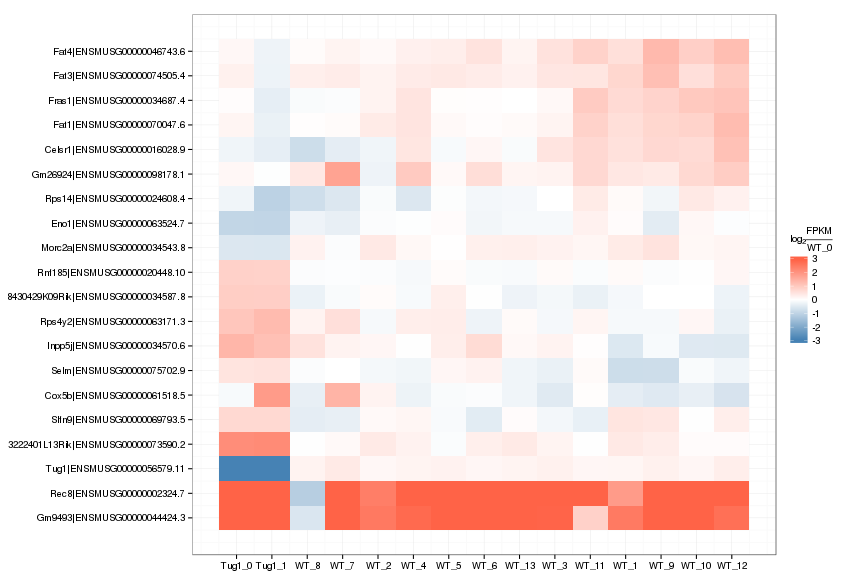 Fat4|ENSMUSG00000046743.6
Fat3|ENSMUSG00000074505.4
Fras1|ENSMUSG00000034687.4
Fat1|ENSMUSG00000070047.6
Celsr1|ENSMUSG00000016028.9
Gm26924|ENSMUSG00000098178.1
Rps14|ENSMUSG00000024608.4
Eno1|ENSMUSG00000063524.7
Morc2a|ENSMUSG00000034543.8
Rnf185|ENSMUSG00000020448.10
8430429K09Rik|ENSMUSG00000034587.8
Rps4y2|ENSMUSG00000063171.3
Inpp5j|ENSMUSG00000034570.6
Selm|ENSMUSG00000075702.9
Cox5b|ENSMUSG00000061518.5
Slfn9|ENSMUSG00000069793.5
3222401L13Rik|ENSMUSG00000073590.2
Tug1|ENSMUSG00000056579.11
Rec8|ENSMUSG00000002324.7
Gm9493|ENSMUSG00000044424.3
Tug1_0 Tug1_1 WT_8 WT_7 WT_2 WT_4 WT_5 WT_6 WT_13 WT_3 WT_11 WT_1 WT_9 WT_10 WT_12
log2 FPKM
WT_0
3
2
1
0
-1
-2
-3